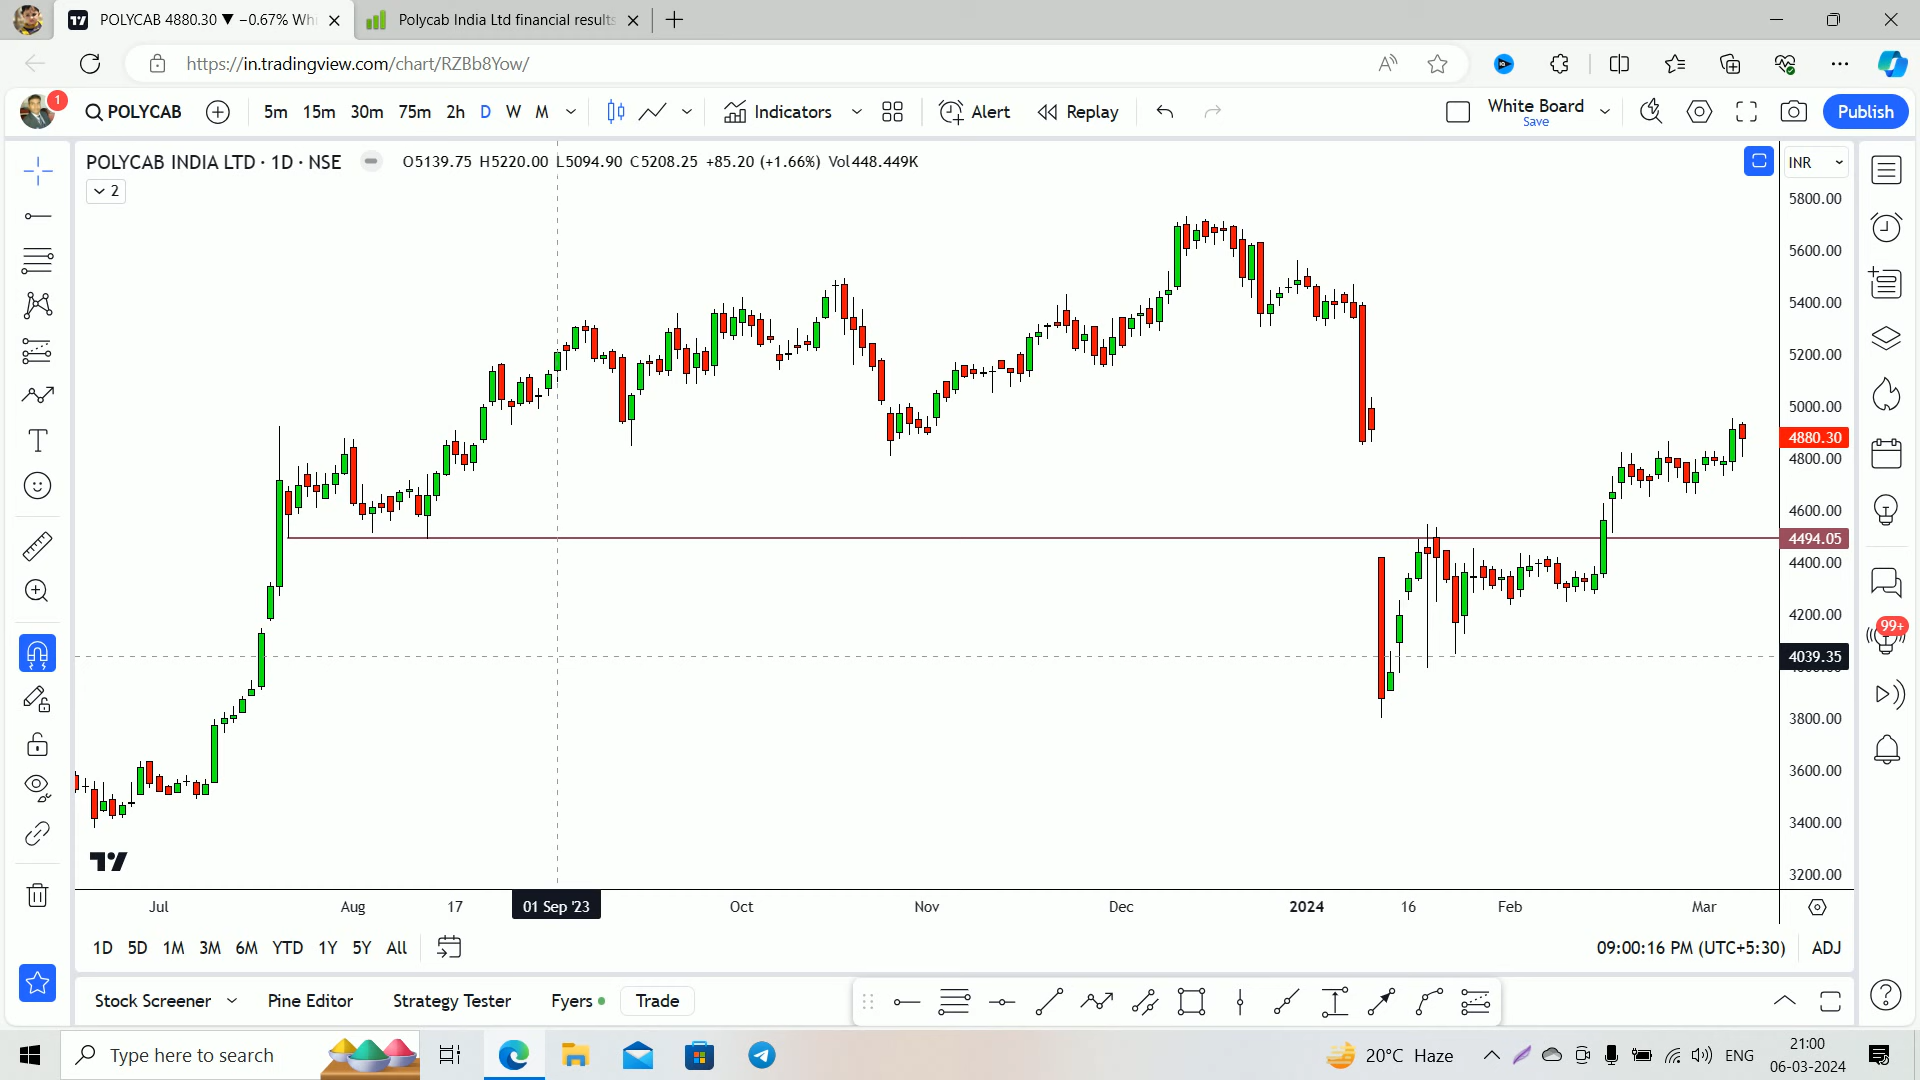 POLYCAB 4880.30 ▼ −0.67% Whi
Polycab India Ltd financial results
https://in.tradingview.com/chart/RZBb8Yow/
1
POLYCAB
5m 15m 30m 75m 2h D W M
Indicators
Alert
Replay
White Board
Save
Publish
POLYCAB INDIA LTD · 1D · NSE
O5139.75 H5220.00 L5094.90 C5208.25 +85.20 (+1.66%) Vol448.449K
INR
2
5800.00
5600.00
5400.00
5200.00
5000.00
4880.30
4800.00
4600.00
4494.05
4400.00
4200.00
4039.35
3800.00
3600.00
3400.00
3200.00
99+
Jul Aug 17 01 Sep '23 Oct Nov Dec 2024 16 Feb Mar
1D 5D 1M 3M 6M YTD 1Y 5Y All
09:00:16 PM (UTC+5:30) ADJ
Stock Screener Pine Editor Strategy Tester Fyers Trade
Type here to search
20°C Haze
ENG
21:00
06-03-2024